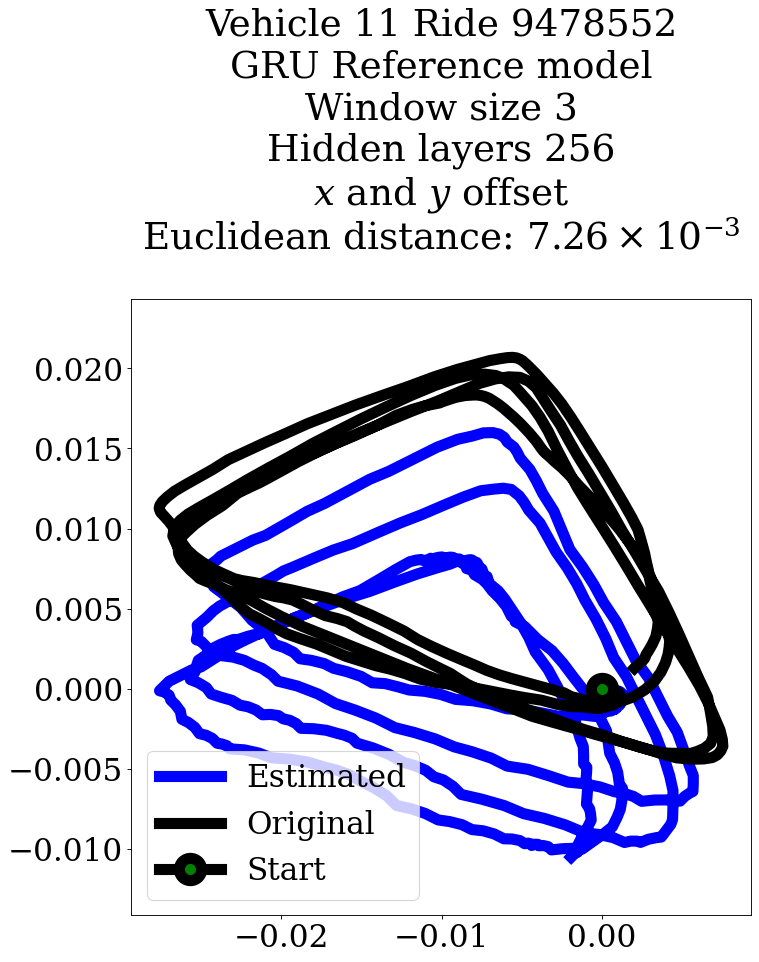 Vehicle 11 Ride 9478552
GRU Reference model
Window size 3
Hidden layers 256
x and y offset
Euclidean distance: 7.26 × 10⁻³
0.020
0.015
0.010
0.005
0.000
−0.005
−0.010
Estimated
Original
Start
−0.02 −0.01 0.00